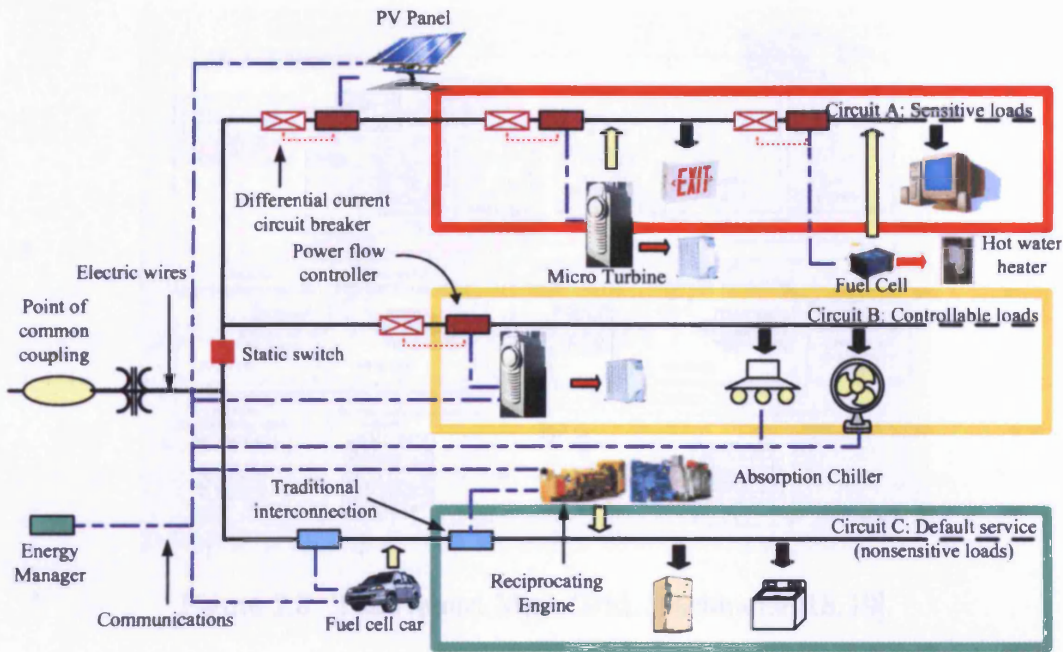 PV Panel
Circuit A: Sensitive loads
EXIT
EXIT
Differential current
circuit breaker
Power flow
controller
Electric wires
Micro Turbine
Fuel Cell
Hot water
heater
Point of
common
coupling
Circuit B: Controllable loads
Static switch
Traditional
interconnection
Absorption Chiller
Circuit C: Default service
(nonsensitive loads)
Energy
Manager
Communications
Fuel cell car
Reciprocating
Engine